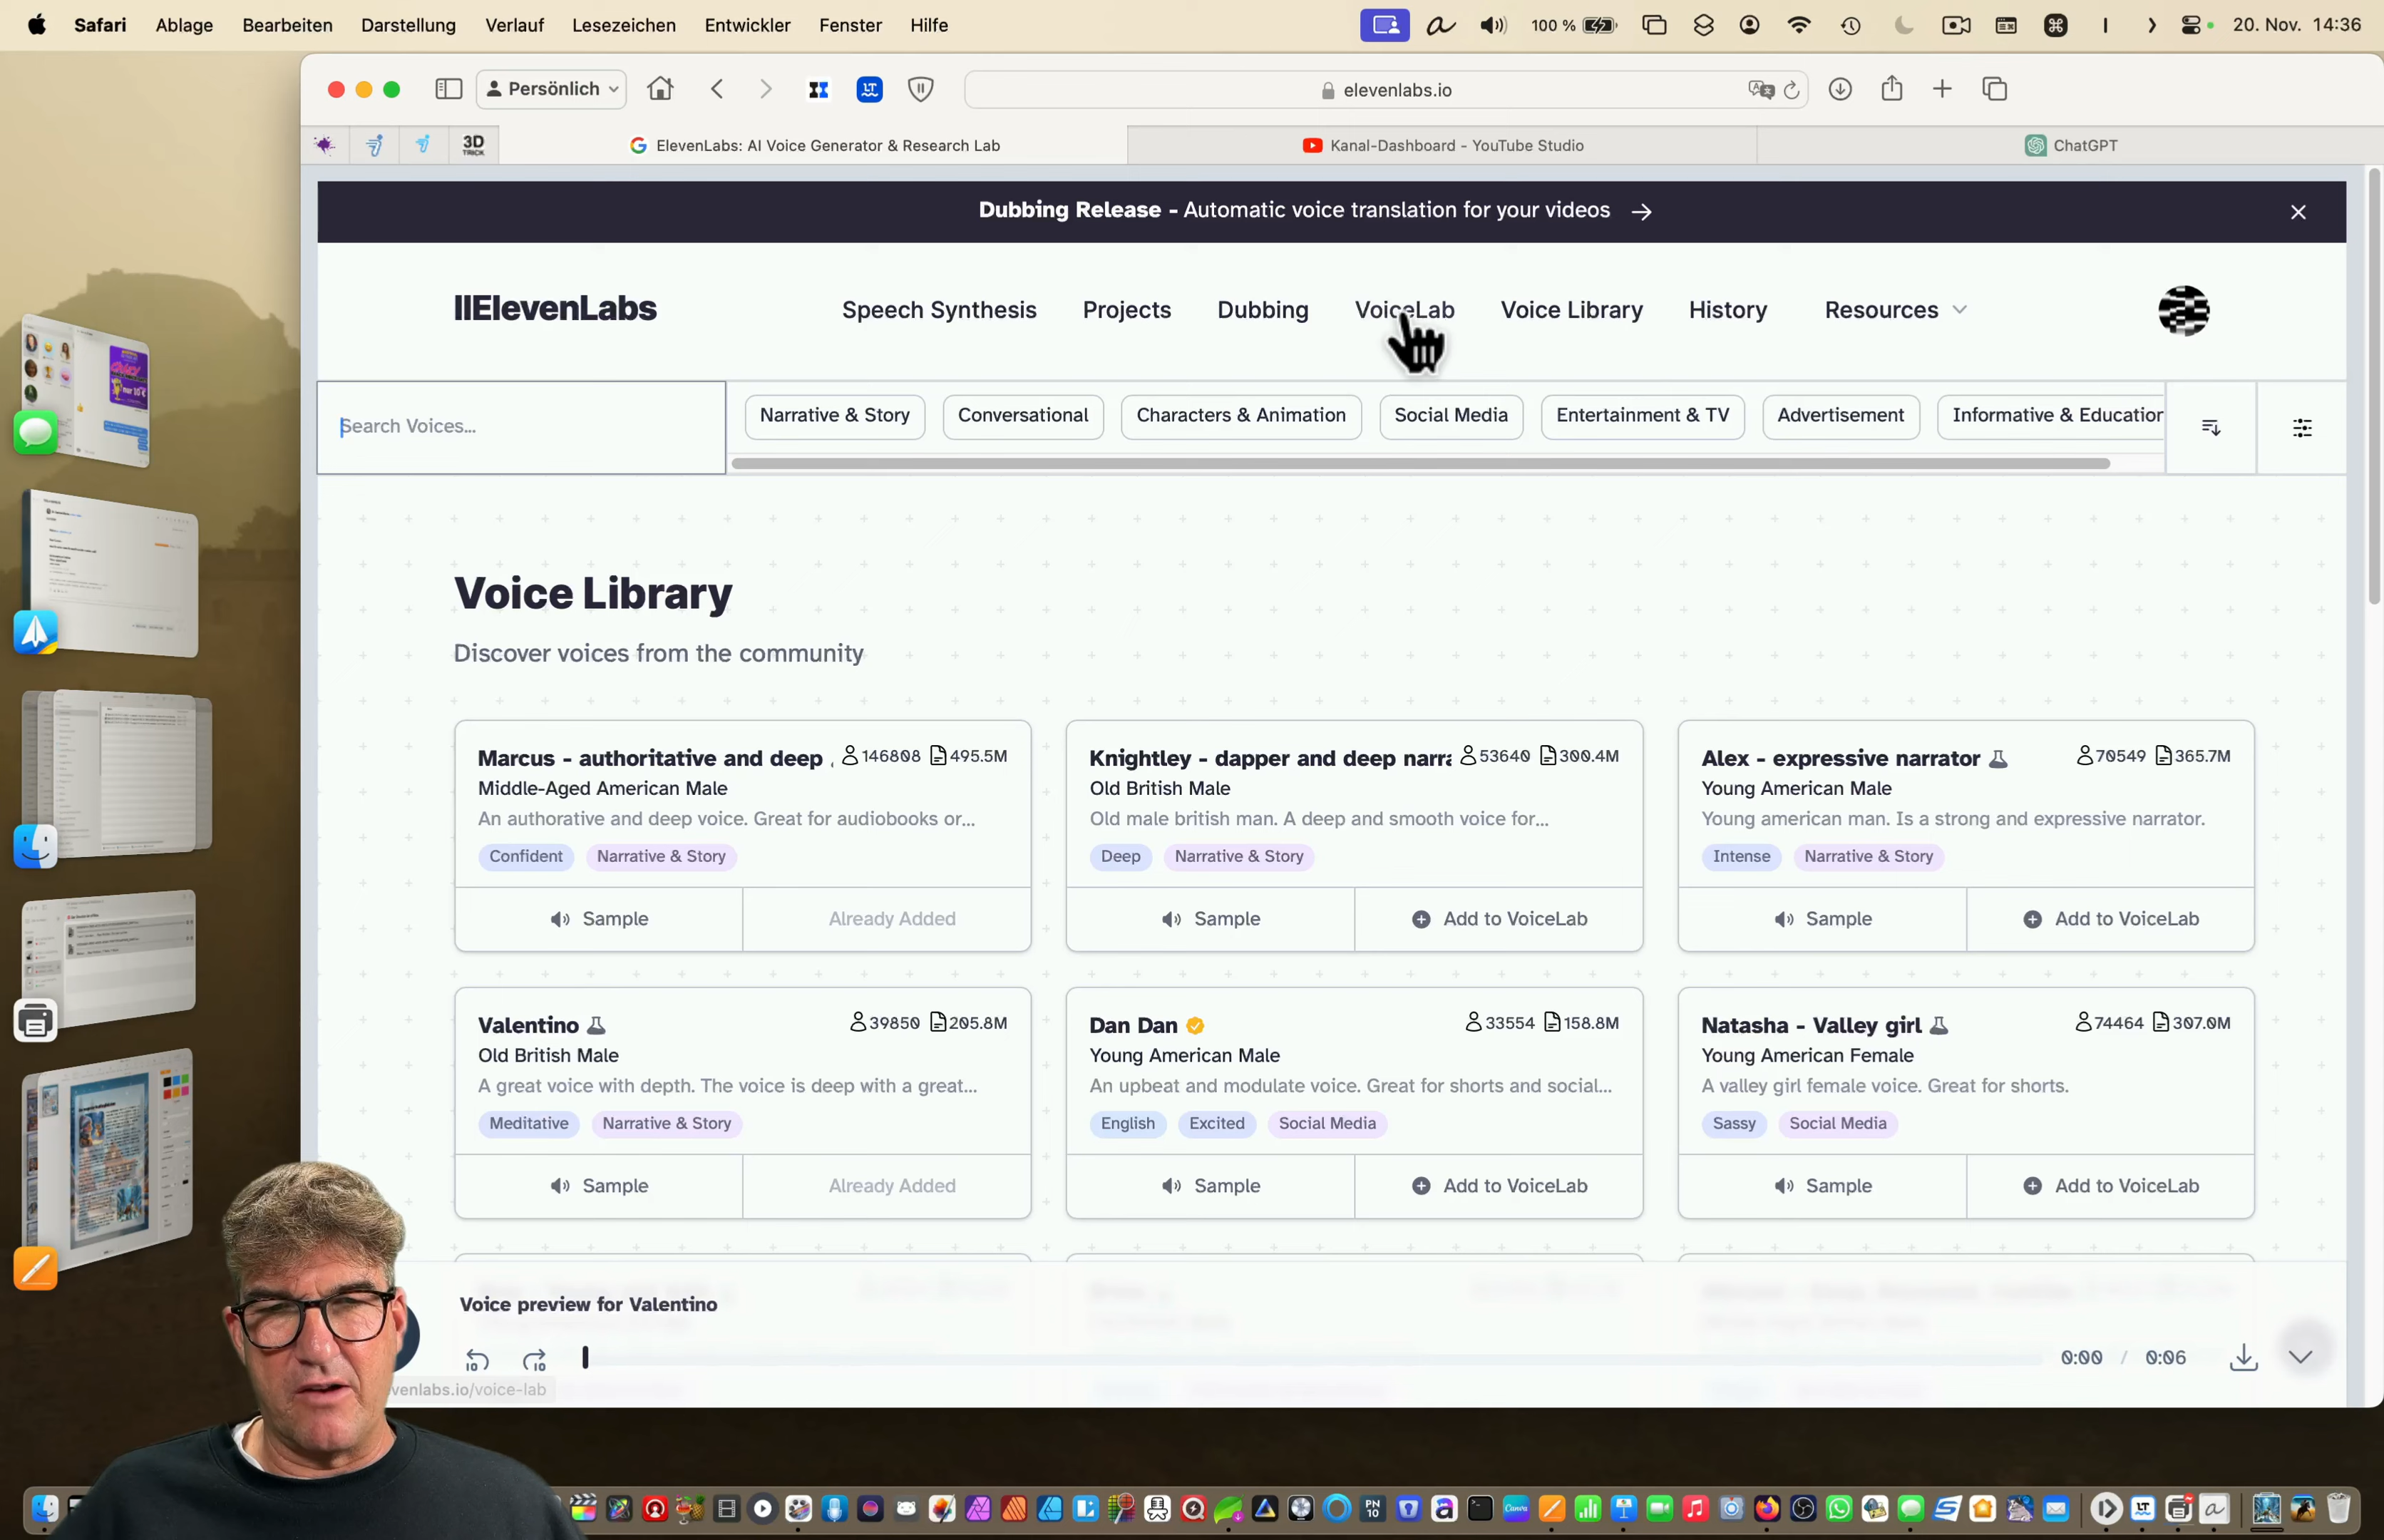 Safari Ablage Bearbeiten Darstellung Verlauf Lesezeichen Entwickler Fenster Hilfe 100 % 20. Nov. 14:36
Persönlich elevenlabs.io
3D TRICK ElevenLabs: AI Voice Generator & Research Lab Kanal-Dashboard - YouTube Studio ChatGPT
Dubbing Release - Automatic voice translation for your videos →
IIElevenLabs Speech Synthesis Projects Dubbing VoiceLab Voice Library History Resources
Search Voices... Narrative & Story Conversational Characters & Animation Social Media Entertainment & TV Advertisement Informative & Education
Voice Library
Discover voices from the community
Marcus - authoritative and deep 146808 495.5M
Middle-Aged American Male
An authorative and deep voice. Great for audiobooks or...
Confident Narrative & Story
Sample Already Added
Knightley - dapper and deep narra 53640 300.4M
Old British Male
Old male british man. A deep and smooth voice for...
Deep Narrative & Story
Sample Add to VoiceLab
Alex - expressive narrator 70549 365.7M
Young American Male
Young american man. Is a strong and expressive narrator.
Intense Narrative & Story
Sample Add to VoiceLab
Valentino 39850 205.8M
Old British Male
A great voice with depth. The voice is deep with a great...
Meditative Narrative & Story
Sample Already Added
Dan Dan 33554 158.8M
Young American Male
An upbeat and modulate voice. Great for shorts and social...
English Excited Social Media
Sample Add to VoiceLab
Natasha - Valley girl 74464 307.0M
Young American Female
A valley girl female voice. Great for shorts.
Sassy Social Media
Sample Add to VoiceLab
Voice preview for Valentino
10 10 0:00 / 0:06
venlabs.io/voice-lab